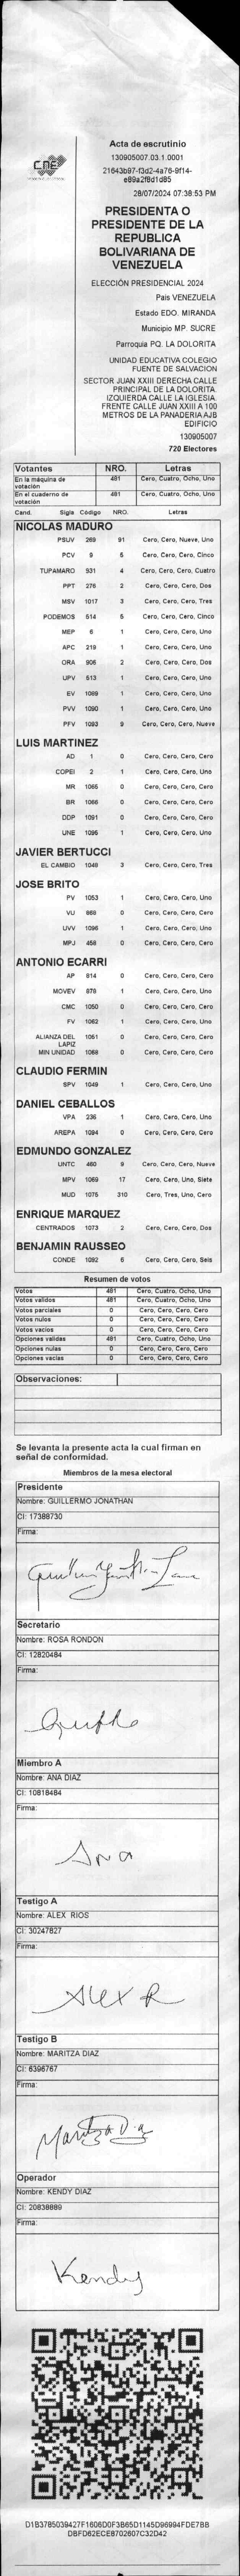 CNE
Acta de escrutinio
130905007.03.1.0001
21643b97-f3d2-4a76-9f14-
e89a2f8d1d85
28/07/2024 07:38:53 PM
PRESIDENTA O
PRESIDENTE DE LA
REPUBLICA
BOLIVARIANA DE
VENEZUELA
ELECCIÓN PRESIDENCIAL 2024
País VENEZUELA
Estado EDO. MIRANDA
Municipio MP. SUCRE
Parroquia PQ. LA DOLORITA
UNIDAD EDUCATIVA COLEGIO
FUENTE DE SALVACION
SECTOR JUAN XXIII DERECHA CALLE
PRINCIPAL DE LA DOLORITA.
IZQUIERDA CALLE LA IGLESIA.
FRENTE CALLE JUAN XXIII A 100
METROS DE LA PANADERIA AJB
EDIFICIO
130905007
720 Electores
Votantes NRO. Letras
En la máquina de votación 481 Cero, Cuatro, Ocho, Uno
En el cuaderno de votación 481 Cero, Cuatro, Ocho, Uno
Cand. Sigla Código NRO. Letras
NICOLAS MADURO
PSUV 269 91 Cero, Cero, Nueve, Uno
PCV 9 5 Cero, Cero, Cero, Cinco
TUPAMARO 931 4 Cero, Cero, Cero, Cuatro
PPT 276 2 Cero, Cero, Cero, Dos
MSV 1017 3 Cero, Cero, Cero, Tres
PODEMOS 514 5 Cero, Cero, Cero, Cinco
MEP 6 1 Cero, Cero, Cero, Uno
APC 219 1 Cero, Cero, Cero, Uno
ORA 906 2 Cero, Cero, Cero, Dos
UPV 513 1 Cero, Cero, Cero, Uno
EV 1089 1 Cero, Cero, Cero, Uno
PVV 1090 1 Cero, Cero, Cero, Uno
PFV 1093 9 Cero, Cero, Cero, Nueve
LUIS MARTINEZ
AD 1 0 Cero, Cero, Cero, Cero
COPEI 2 1 Cero, Cero, Cero, Uno
MR 1065 0 Cero, Cero, Cero, Cero
BR 1066 0 Cero, Cero, Cero, Cero
DDP 1091 0 Cero, Cero, Cero, Cero
UNE 1095 1 Cero, Cero, Cero, Uno
JAVIER BERTUCCI
EL CAMBIO 1048 3 Cero, Cero, Cero, Tres
JOSE BRITO
PV 1053 1 Cero, Cero, Cero, Uno
VU 868 0 Cero, Cero, Cero, Cero
UVV 1096 1 Cero, Cero, Cero, Uno
MPJ 458 0 Cero, Cero, Cero, Cero
ANTONIO ECARRI
AP 814 0 Cero, Cero, Cero, Cero
MOVEV 878 1 Cero, Cero, Cero, Uno
CMC 1050 0 Cero, Cero, Cero, Cero
FV 1062 1 Cero, Cero, Cero, Uno
ALIANZA DEL LAPIZ 1051 0 Cero, Cero, Cero, Cero
MIN UNIDAD 1068 0 Cero, Cero, Cero, Cero
CLAUDIO FERMIN
SPV 1049 1 Cero, Cero, Cero, Uno
DANIEL CEBALLOS
VPA 236 1 Cero, Cero, Cero, Uno
AREPA 1094 0 Cero, Cero, Cero, Cero
EDMUNDO GONZALEZ
UNTC 460 9 Cero, Cero, Cero, Nueve
MPV 1069 17 Cero, Cero, Uno, Siete
MUD 1075 310 Cero, Tres, Uno, Cero
ENRIQUE MARQUEZ
CENTRADOS 1073 2 Cero, Cero, Cero, Dos
BENJAMIN RAUSSEO
CONDE 1092 6 Cero, Cero, Cero, Seis
Resumen de votos
Votos 481 Cero, Cuatro, Ocho, Uno
Votos validos 481 Cero, Cuatro, Ocho, Uno
Votos parciales 0 Cero, Cero, Cero, Cero
Votos nulos 0 Cero, Cero, Cero, Cero
Votos vacios 0 Cero, Cero, Cero, Cero
Opciones validas 481 Cero, Cuatro, Ocho, Uno
Opciones nulas 0 Cero, Cero, Cero, Cero
Opciones vacias 0 Cero, Cero, Cero, Cero
Observaciones:
Se levanta la presente acta la cual firman en
señal de conformidad.
Miembros de la mesa electoral
Presidente
Nombre: GUILLERMO JONATHAN
CI: 17388730
Firma:
Secretario
Nombre: ROSA RONDON
CI: 12820484
Firma:
Miembro A
Nombre: ANA DIAZ
CI: 10818484
Firma:
Ana
Testigo A
Nombre: ALEX RIOS
CI: 30247827
Firma:
Alex R
Testigo B
Nombre: MARITZA DIAZ
CI: 6396767
Firma:
Maritza Diaz
Operador
Nombre: KENDY DIAZ
CI: 20838889
Firma:
Kendy
D1B37B5039427F1606D0F3B65D1145D96994FDE7BB
DBFD62ECE8702607C32D42